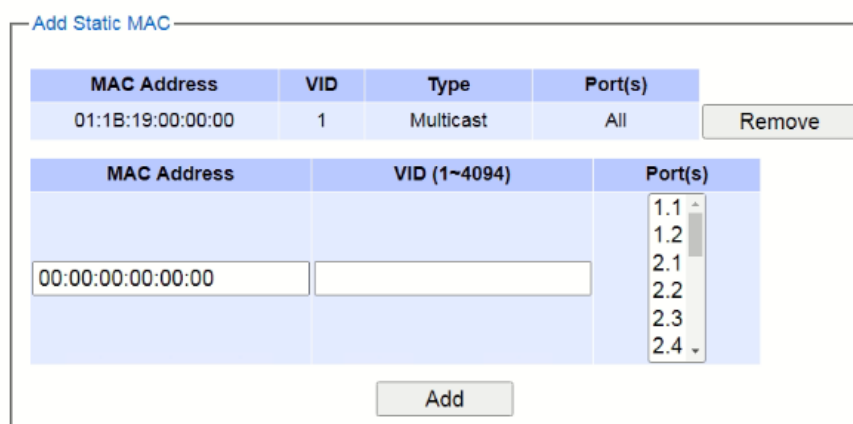 Add Static MAC
MAC Address VID Type Port(s)
01:1B:19:00:00:00 1 Multicast All Remove
MAC Address VID (1~4094) Port(s)
1.1
1.2
2.1
00:00:00:00:00:00 2.2
2.3
2.4
Add